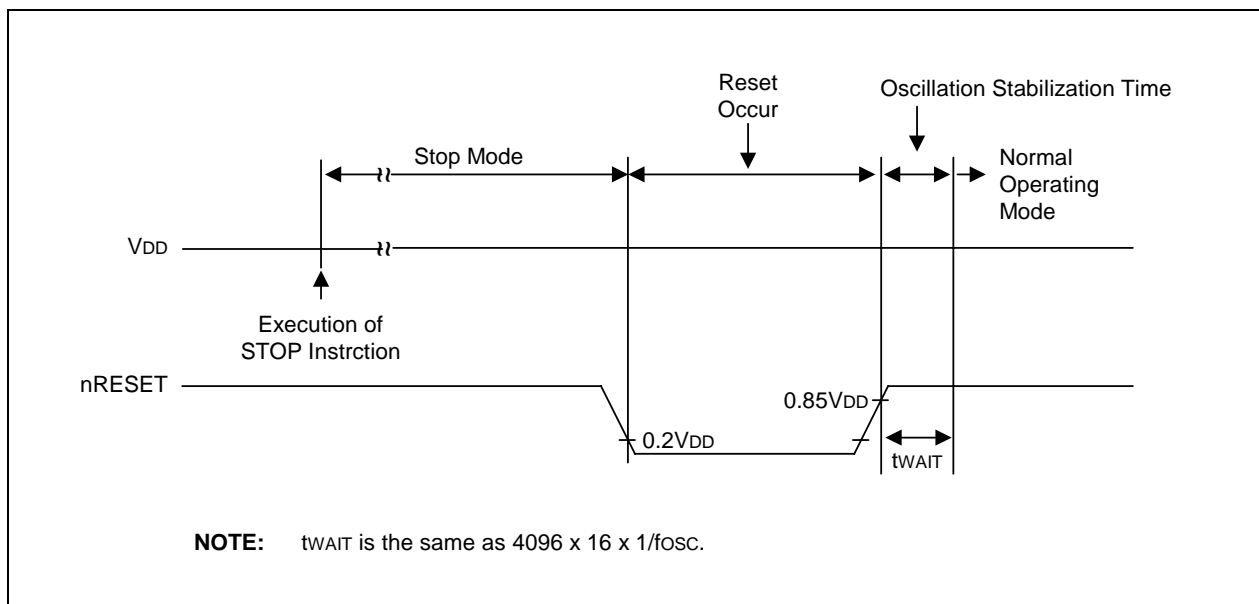 Reset
Occur
Oscillation Stabilization Time
Stop Mode
Normal
Operating
Mode
VDD
Execution of
STOP Instrction
nRESET
0.85VDD
0.2VDD
tWAIT
NOTE: tWAIT is the same as 4096 x 16 x 1/fOSC.